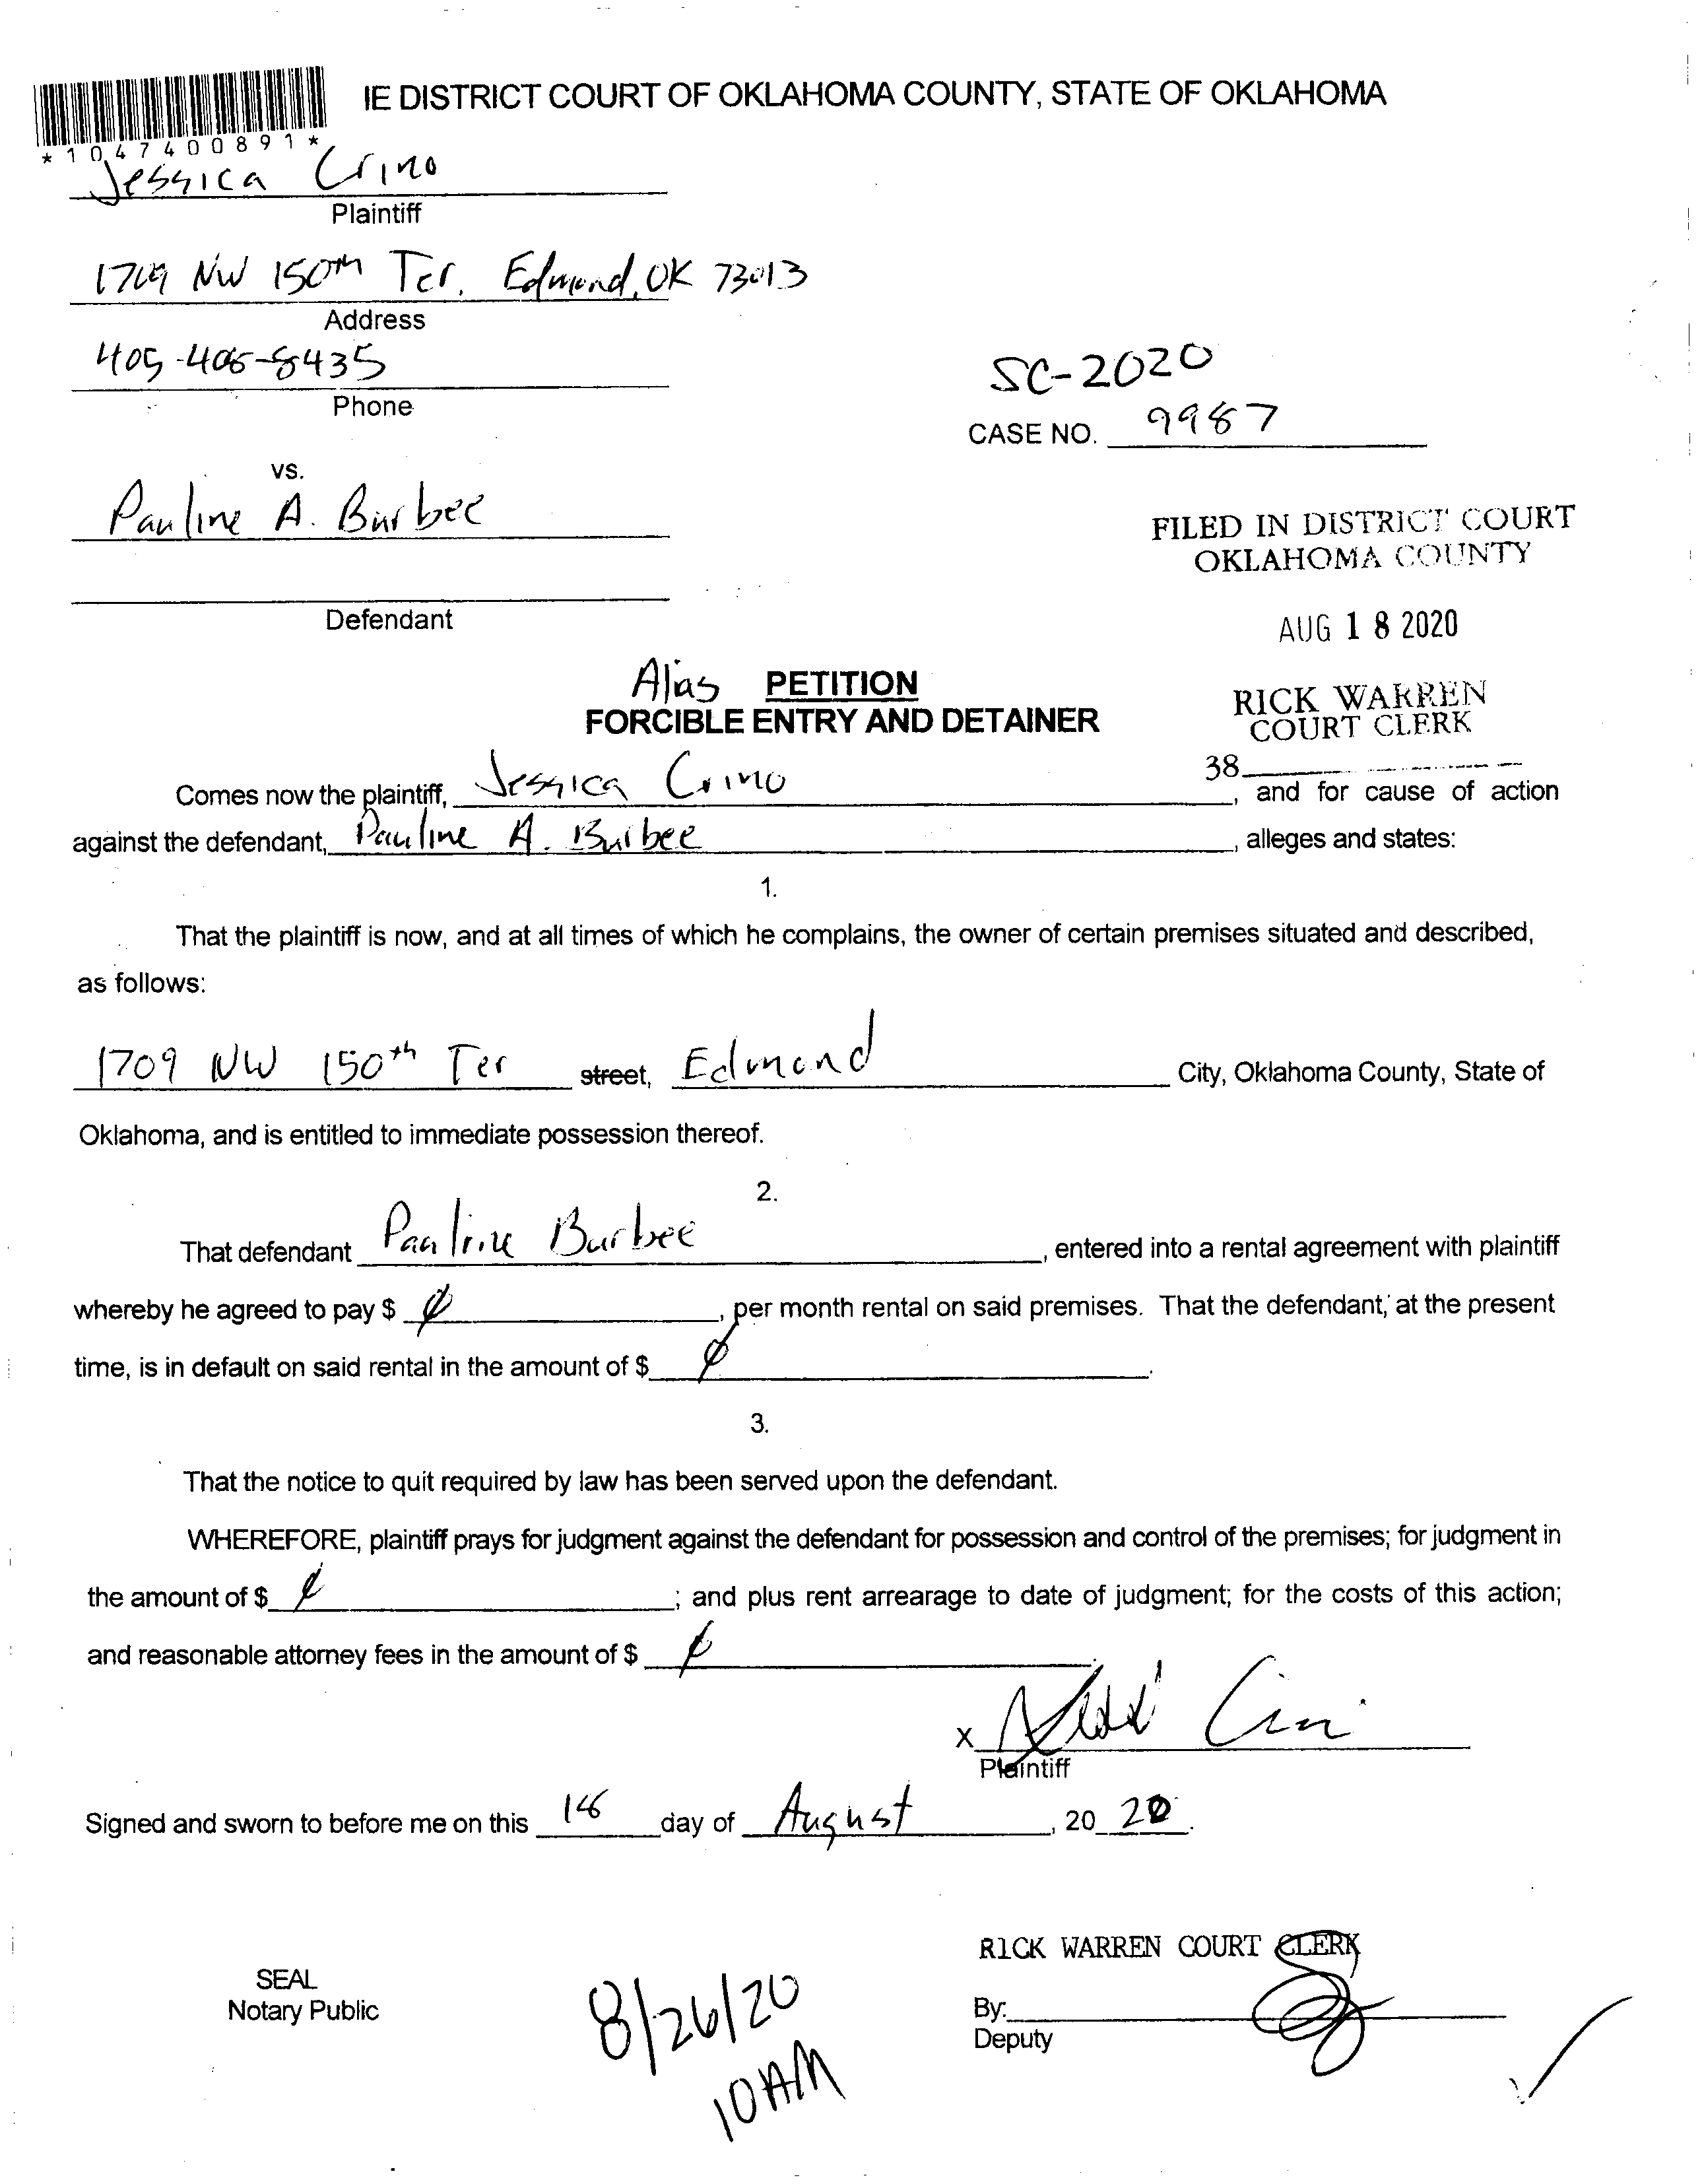 IE DISTRICT COURT OF OKLAHOMA COUNTY, STATE OF OKLAHOMA
*1047400891*
Jessica Crino
Plaintiff
1709 NW 150th Ter. Edmond, OK 73013
Address
405-408-8435
Phone
SC-2020
CASE NO. 9987
vs.
Pauline A. Burbee
FILED IN DISTRICT COURT
OKLAHOMA COUNTY
Defendant
AUG 18 2020
Alias PETITION
FORCIBLE ENTRY AND DETAINER
RICK WARREN
COURT CLERK
38
Comes now the plaintiff, Jessica Crino, and for cause of action
against the defendant, Pauline A. Burbee, alleges and states:
1.
That the plaintiff is now, and at all times of which he complains, the owner of certain premises situated and described,
as follows:
1709 NW 150th Ter street, Edmond City, Oklahoma County, State of
Oklahoma, and is entitled to immediate possession thereof.
2.
That defendant Pauline Burbee, entered into a rental agreement with plaintiff
whereby he agreed to pay $ 0, per month rental on said premises. That the defendant, at the present
time, is in default on said rental in the amount of $ 0.
3.
That the notice to quit required by law has been served upon the defendant.
WHEREFORE, plaintiff prays for judgment against the defendant for possession and control of the premises; for judgment in
the amount of $ 0; and plus rent arrearage to date of judgment; for the costs of this action;
and reasonable attorney fees in the amount of $ 0.
X
Plaintiff
Signed and sworn to before me on this 18 day of August, 20 20.
RICK WARREN COURT CLERK
SEAL
Notary Public
8/26/20
10 AM
By:
Deputy